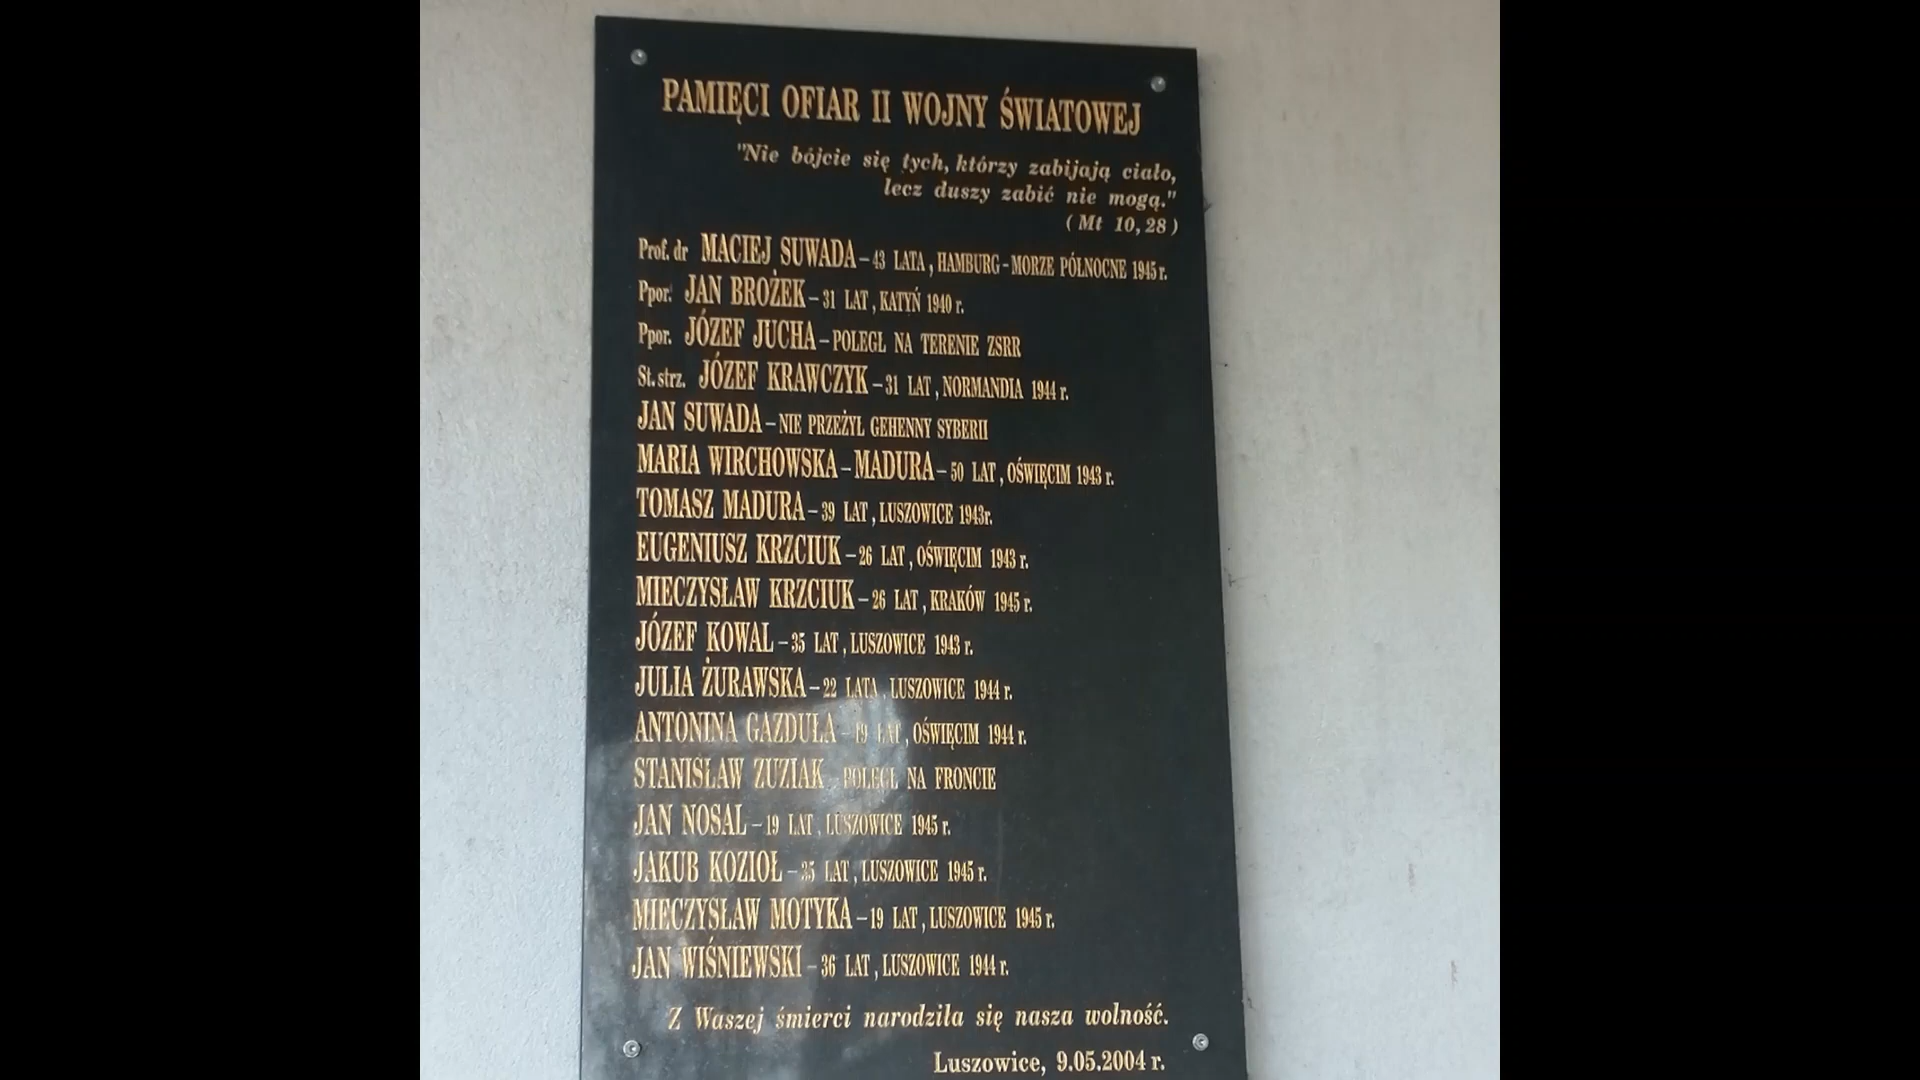 PAMIĘCI OFIAR II WOJNY ŚWIATOWEJ
"Nie bójcie się tych, którzy zabijają ciało,
lecz duszy zabić nie mogą."
( Mt 10, 28 )
Prof. dr MACIEJ SUWADA – 43 LATA , HAMBURG - MORZE PÓLNOCNE 1945 r.
Ppor. JAN BROŻEK – 31 LAT , KATYŃ 1940 r.
Ppor. JÓZEF JUCHA – POLEGL NA TERENIE ZSRR
St. strz. JÓZEF KRAWCZYK – 31 LAT , NORMANDIA 1944 r.
JAN SUWADA – NIE PRZEŻYL GEHENNY SYBERII
MARIA WIRCHOWSKA – MADURA – 50 LAT , OŚWIĘCIM 1943 r.
TOMASZ MADURA – 39 LAT , LUSZOWICE 1943r.
EUGENIUSZ KRZCIUK – 26 LAT , OŚWIĘCIM 1943 r.
MIECZYSŁAW KRZCIUK – 26 LAT , KRAKÓW 1945 r.
JÓZEF KOWAL – 35 LAT , LUSZOWICE 1943 r.
JULIA ŻURAWSKA – 22 LATA , LUSZOWICE 1944 r.
ANTONINA GAZDUŁA – 19 LAT , OŚWIĘCIM 1944 r.
STANISŁAW ZUZIAK – POLEGL NA FRONCIE
JAN NOSAL – 19 LAT , LUSZOWICE 1945 r.
JAKUB KOZIOŁ – 35 LAT , LUSZOWICE 1945 r.
MIECZYSŁAW MOTYKA – 19 LAT , LUSZOWICE 1945 r.
JAN WIŚNIEWSKI – 36 LAT , LUSZOWICE 1944 r.
Z Waszej śmierci narodziła się nasza wolność.
Luszowice, 9.05.2004 r.